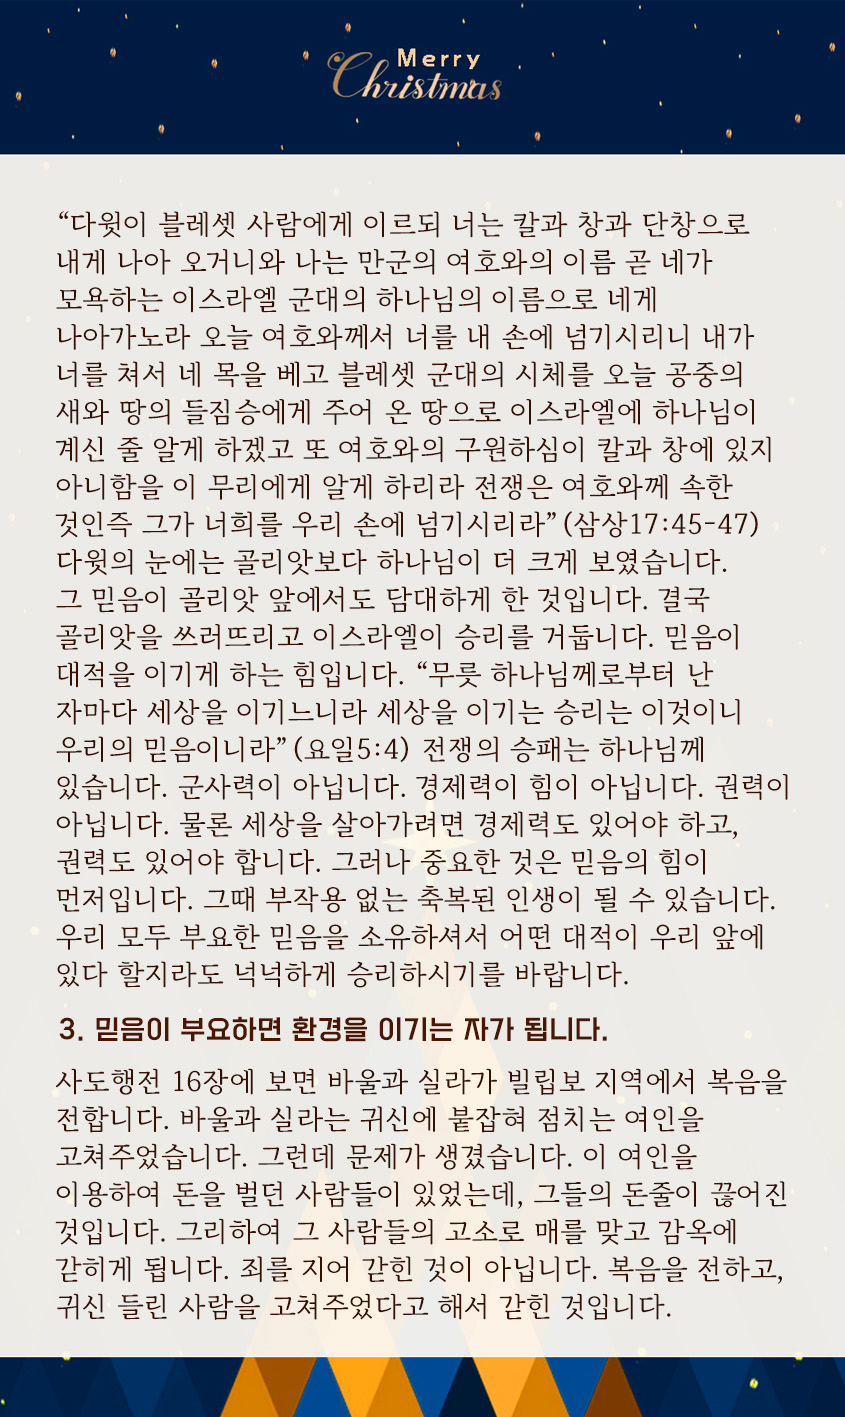 Merry
Christmas
“다윗이 블레셋 사람에게 이르되 너는 칼과 창과 단창으로
내게 나아 오거니와 나는 만군의 여호와의 이름 곧 네가
모욕하는 이스라엘 군대의 하나님의 이름으로 네게
나아가노라 오늘 여호와께서 너를 내 손에 넘기시리니 내가
너를 쳐서 네 목을 베고 블레셋 군대의 시체를 오늘 공중의
새와 땅의 들짐승에게 주어 온 땅으로 이스라엘에 하나님이
계신 줄 알게 하겠고 또 여호와의 구원하심이 칼과 창에 있지
아니함을 이 무리에게 알게 하리라 전쟁은 여호와께 속한
것인즉 그가 너희를 우리 손에 넘기시리라” (삼상17:45-47)
다윗의 눈에는 골리앗보다 하나님이 더 크게 보였습니다.
그 믿음이 골리앗 앞에서도 담대하게 한 것입니다. 결국
골리앗을 쓰러뜨리고 이스라엘이 승리를 거둡니다. 믿음이
대적을 이기게 하는 힘입니다. “무릇 하나님께로부터 난
자마다 세상을 이기느니라 세상을 이기는 승리는 이것이니
우리의 믿음이니라” (요일5:4) 전쟁의 승패는 하나님께
있습니다. 군사력이 아닙니다. 경제력이 힘이 아닙니다. 권력이
아닙니다. 물론 세상을 살아가려면 경제력도 있어야 하고,
권력도 있어야 합니다. 그러나 중요한 것은 믿음의 힘이
먼저입니다. 그때 부작용 없는 축복된 인생이 될 수 있습니다.
우리 모두 부요한 믿음을 소유하셔서 어떤 대적이 우리 앞에
있다 할지라도 넉넉하게 승리하시기를 바랍니다.
3. 믿음이 부요하면 환경을 이기는 자가 됩니다.
사도행전 16장에 보면 바울과 실라가 빌립보 지역에서 복음을
전합니다. 바울과 실라는 귀신에 붙잡혀 점치는 여인을
고쳐주었습니다. 그런데 문제가 생겼습니다. 이 여인을
이용하여 돈을 벌던 사람들이 있었는데, 그들의 돈줄이 끊어진
것입니다. 그리하여 그 사람들의 고소로 매를 맞고 감옥에
갇히게 됩니다. 죄를 지어 갇힌 것이 아닙니다. 복음을 전하고,
귀신 들린 사람을 고쳐주었다고 해서 갇힌 것입니다.